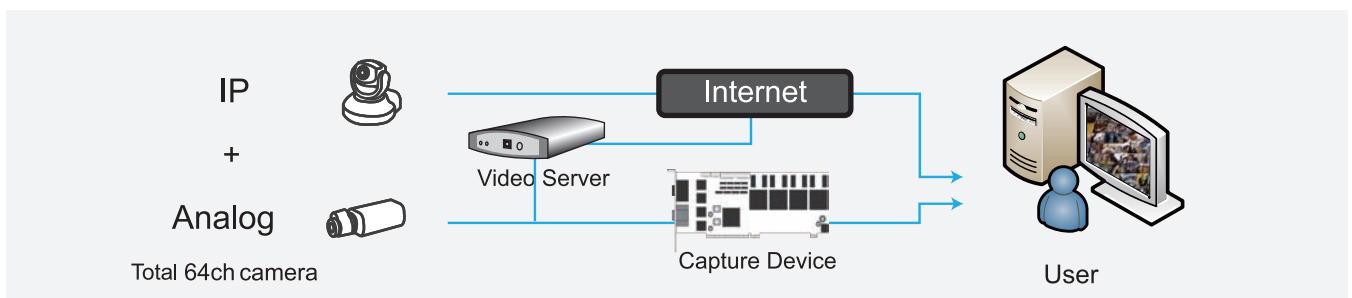 IP
Internet
+
Video Server
Analog
Capture Device
Total 64ch camera
User